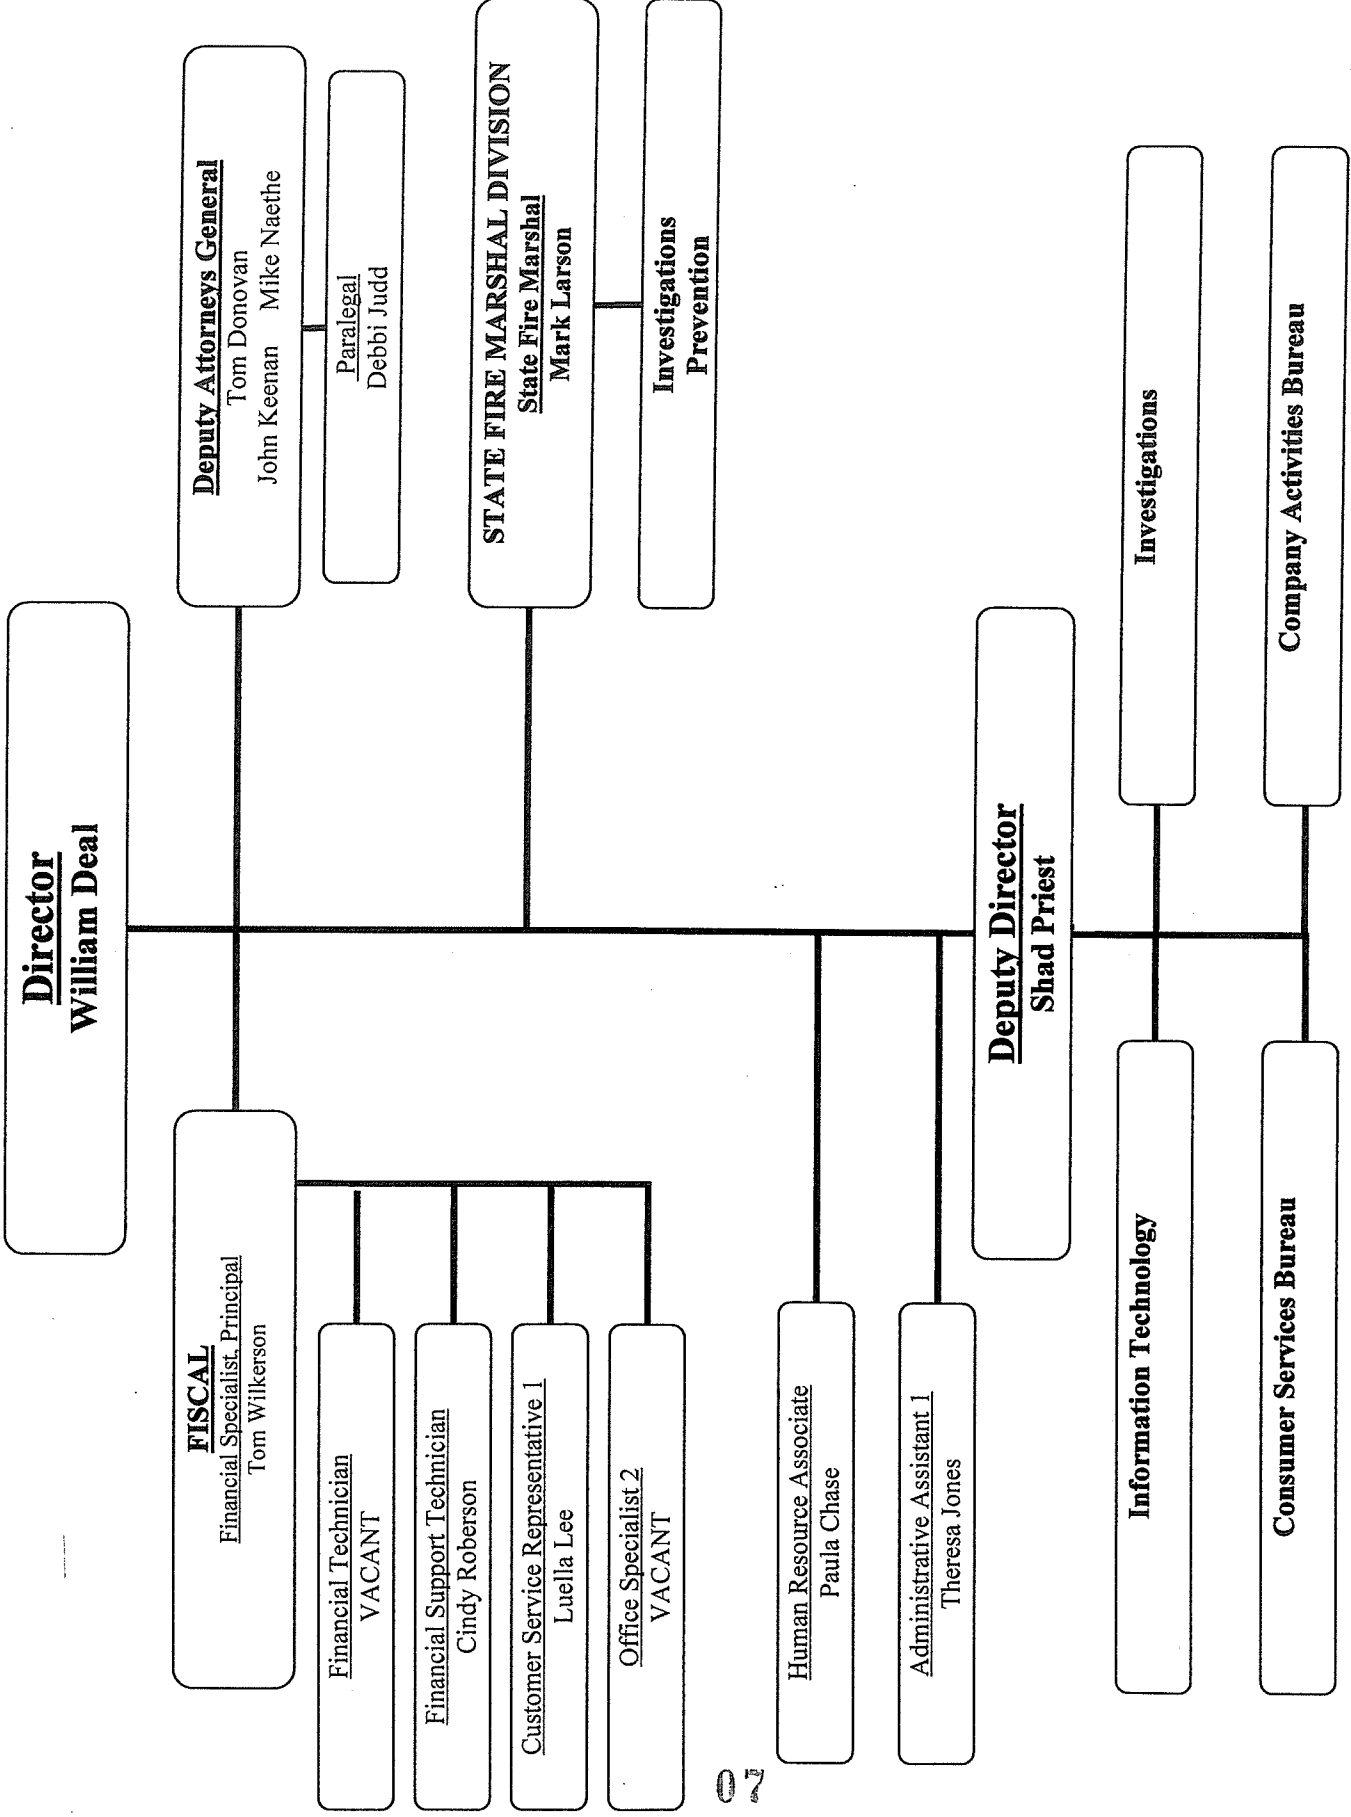 Director
William Deal
FISCAL
Financial Specialist, Principal
Tom Wilkerson
Deputy Attorneys General
Tom Donovan
John Keenan Mike Naethe
Paralegal
Debbi Judd
Financial Technician
VACANT
Financial Support Technician
Cindy Roberson
Customer Service Representative 1
Luella Lee
Office Specialist 2
VACANT
STATE FIRE MARSHAL DIVISION
State Fire Marshal
Mark Larson
Investigations
Prevention
Human Resource Associate
Paula Chase
Administrative Assistant 1
Theresa Jones
Deputy Director
Shad Priest
Information Technology
Investigations
Consumer Services Bureau
Company Activities Bureau
07